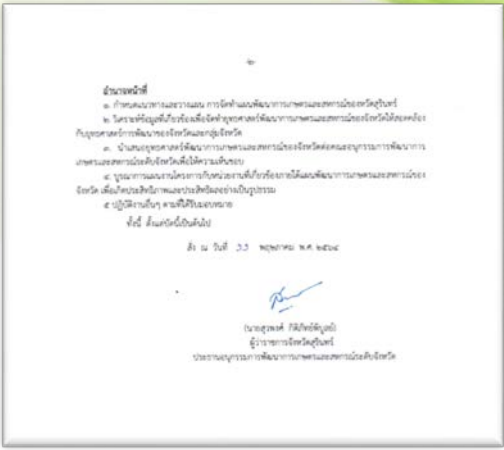 ๒
อำนาจหน้าที่
๑. กำหนดแนวทางและวางแผน การจัดทำแผนพัฒนาการเกษตรและสหกรณ์ของหวัดสุรินทร์
๒. วิเคราะห์ข้อมูลที่เกี่ยวข้องเพื่อจัดทำยุทธศาสตร์พัฒนาการเกษตรและสหกรณ์ของจังหวัดให้สอดคล้อง
กับยุทธศาสตร์การพัฒนาของจังหวัดและกลุ่มจังหวัด
๓. นำเสนอยุทธศาสตร์พัฒนาการเกษตรและสหกรณ์ของจังหวัดต่อคณะอนุกรรมการพัฒนาการ
เกษตรและสหกรณ์ระดับจังหวัดเพื่อให้ความเห็นชอบ
๔. บูรณาการแผนงานโครงการกับหน่วยงานที่เกี่ยวข้องภายใต้แผนพัฒนาการเกษตรและสหกรณ์ของ
จังหวัด เพื่อเกิดประสิทธิภาพและประสิทธิผลอย่างเป็นรูปธรรม
๕ ปฏิบัติงานอื่นๆ ตามที่ได้รับมอบหมาย
ทั้งนี้ ตั้งแต่บัดนี้เป็นต้นไป
สั่ง ณ วันที่ พฤษภาคม พ.ศ. ๒๕๖๔
(นายสุวพงศ์ กิติภัทย์พิบูลย์)
ผู้ว่าราชการจังหวัดสุรินทร์
ประธานอนุกรรมการพัฒนาการเกษตรและสหกรณ์ระดับจังหวัด